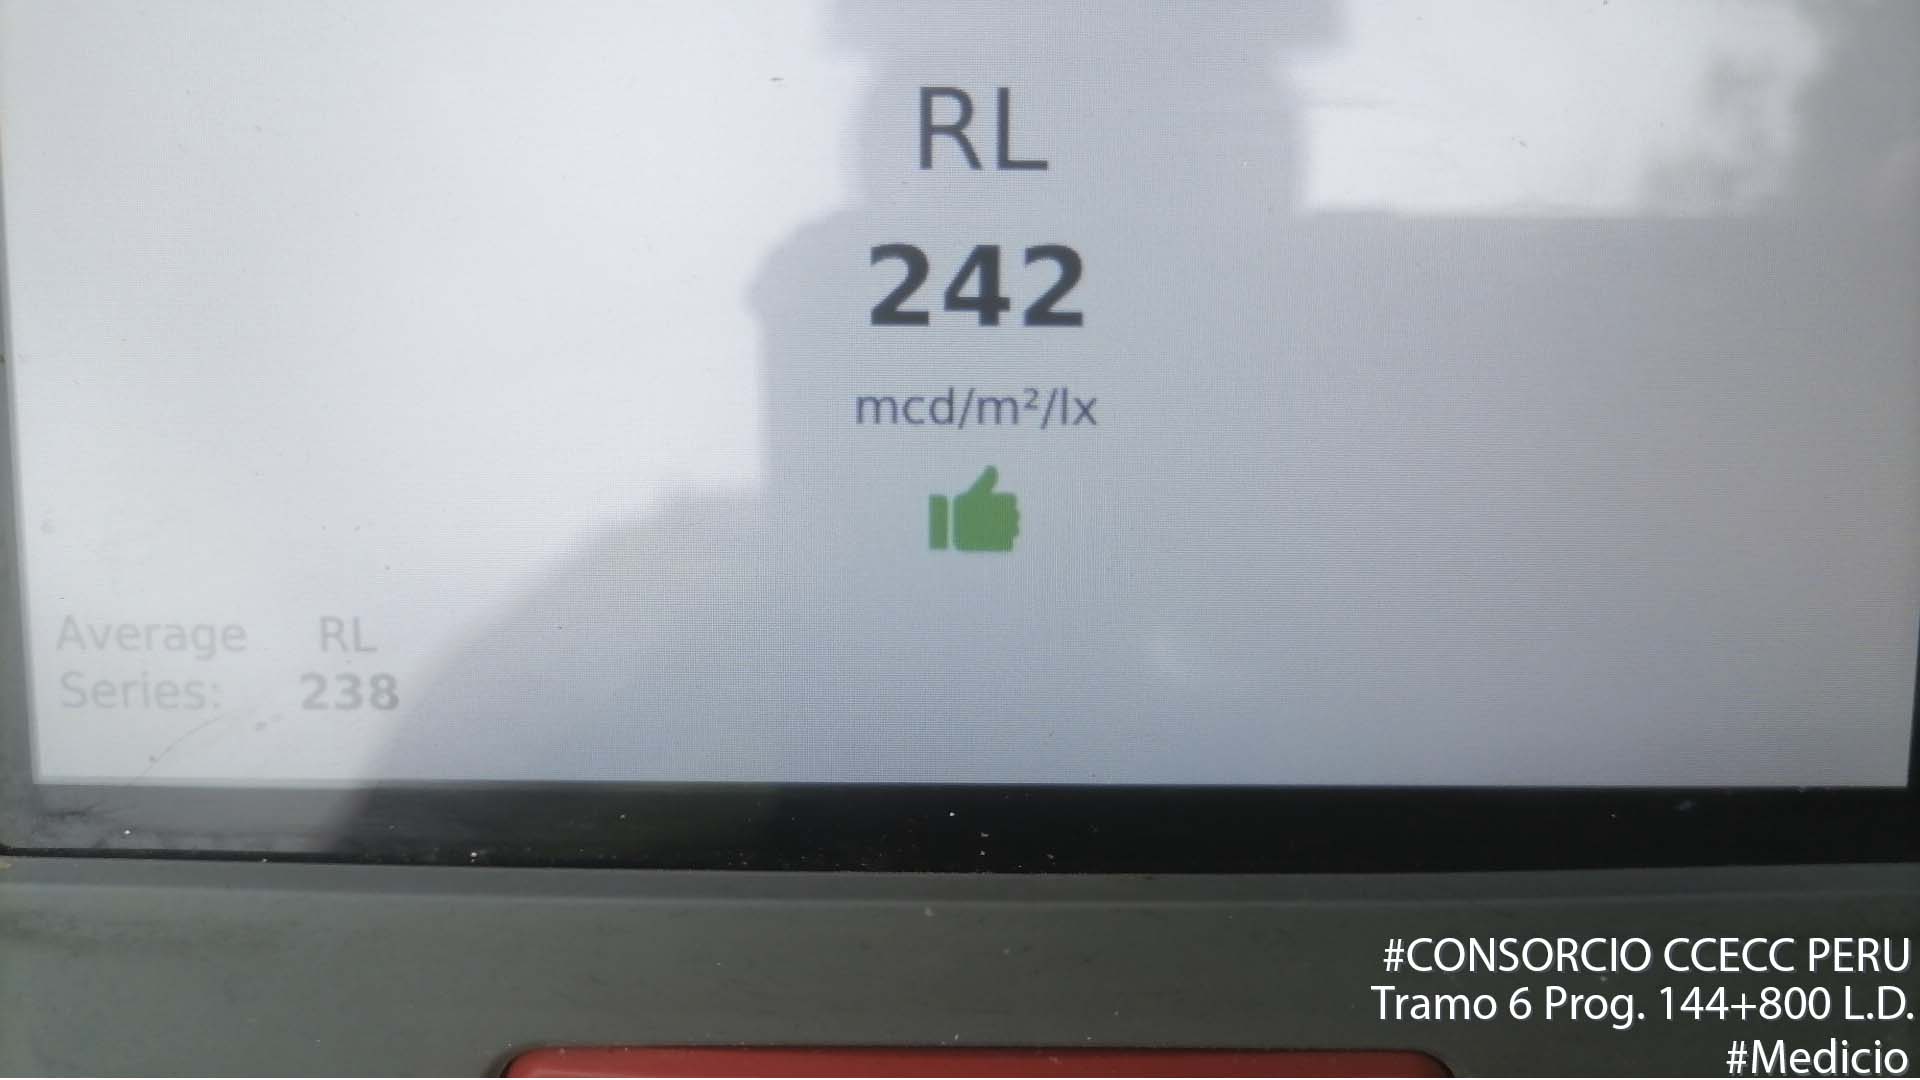 RL
242
mcd/m²/lx
Average RL
Series: 238
#CONSORCIO CCECC PERU
Tramo 6 Prog. 144+800 L.D.
#Medicio